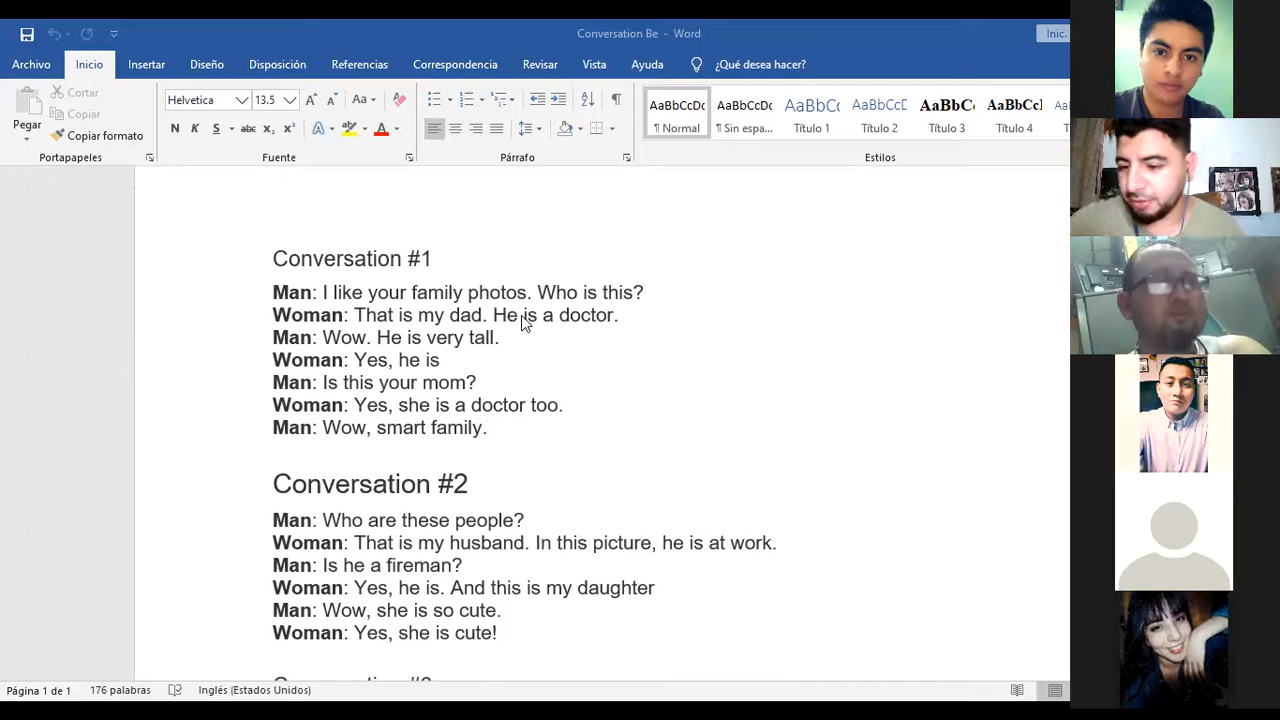 Conversation Be - Word
Inic.
Archivo Inicio Insertar Diseño Disposición Referencias Correspondencia Revisar Vista Ayuda ¿Qué desea hacer?
Pegar
Cortar
Copiar
Copiar formato
Portapapeles
Helvetica 13.5
N K S abc x₂ x²
Fuente
Párrafo
AaBbCcDc AaBbCcDc AaBbCc AaBbCcD AaBbCc AaBbCcI
¶ Normal ¶ Sin espa... Título 1 Título 2 Título 3 Título 4
Estilos
Conversation #1
Man: I like your family photos. Who is this?
Woman: That is my dad. He is a doctor.
Man: Wow. He is very tall.
Woman: Yes, he is
Man: Is this your mom?
Woman: Yes, she is a doctor too.
Man: Wow, smart family.
Conversation #2
Man: Who are these people?
Woman: That is my husband. In this picture, he is at work.
Man: Is he a fireman?
Woman: Yes, he is. And this is my daughter
Man: Wow, she is so cute.
Woman: Yes, she is cute!
Página 1 de 1 176 palabras Inglés (Estados Unidos)